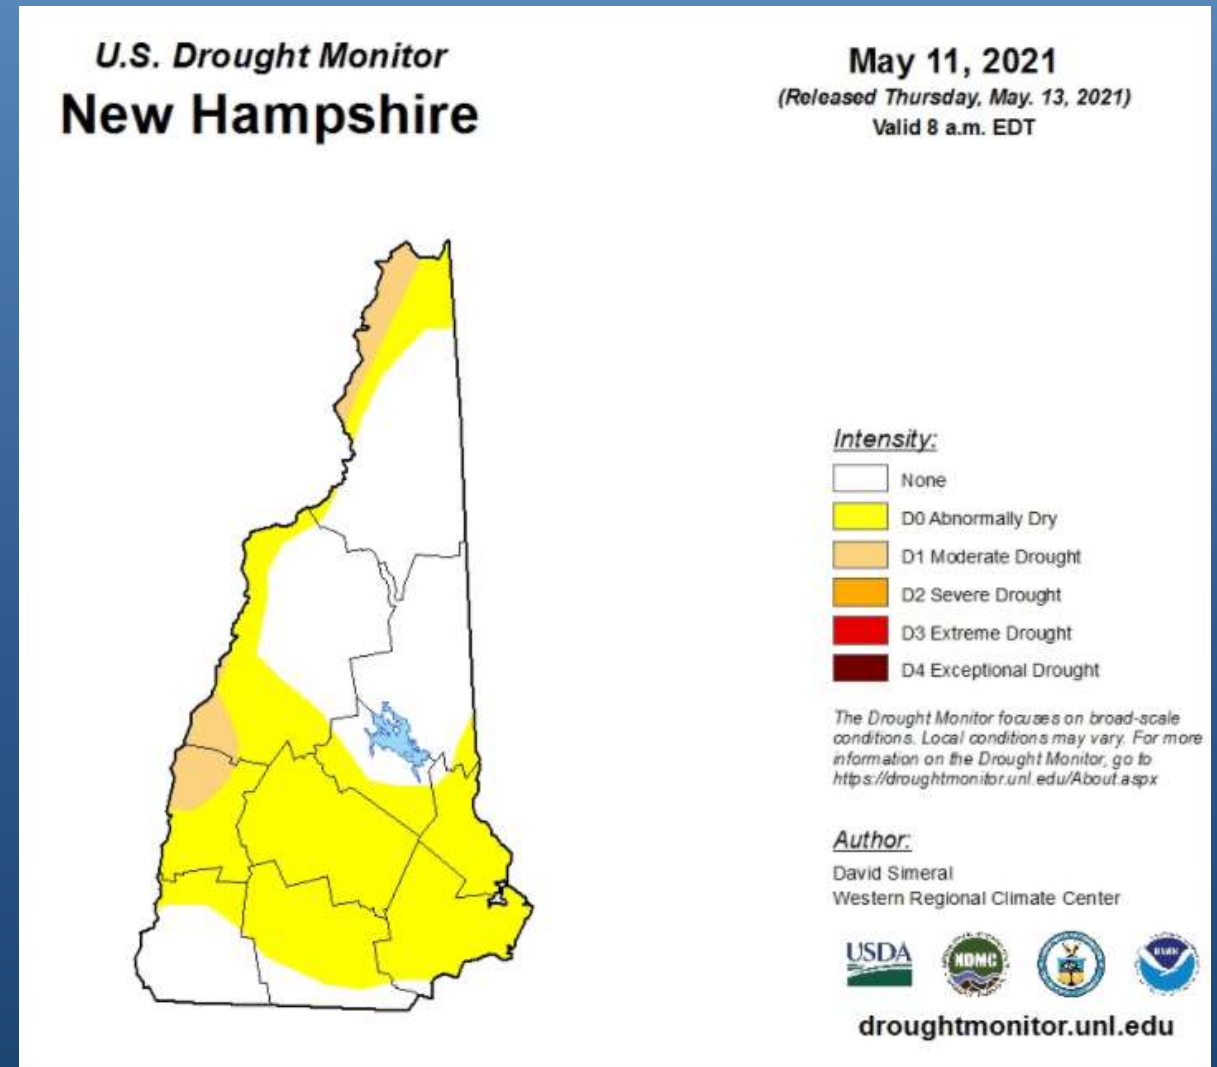 U.S. Drought Monitor
New Hampshire
May 11, 2021
(Released Thursday, May. 13, 2021)
Valid 8 a.m. EDT
Intensity:
None
D0 Abnormally Dry
D1 Moderate Drought
D2 Severe Drought
D3 Extreme Drought
D4 Exceptional Drought
The Drought Monitor focuses on broad-scale
conditions. Local conditions may vary. For more
information on the Drought Monitor, go to
https://droughtmonitor.unl.edu/About.aspx
Author:
David Simeral
Western Regional Climate Center
USDA
NDMC
droughtmonitor.unl.edu